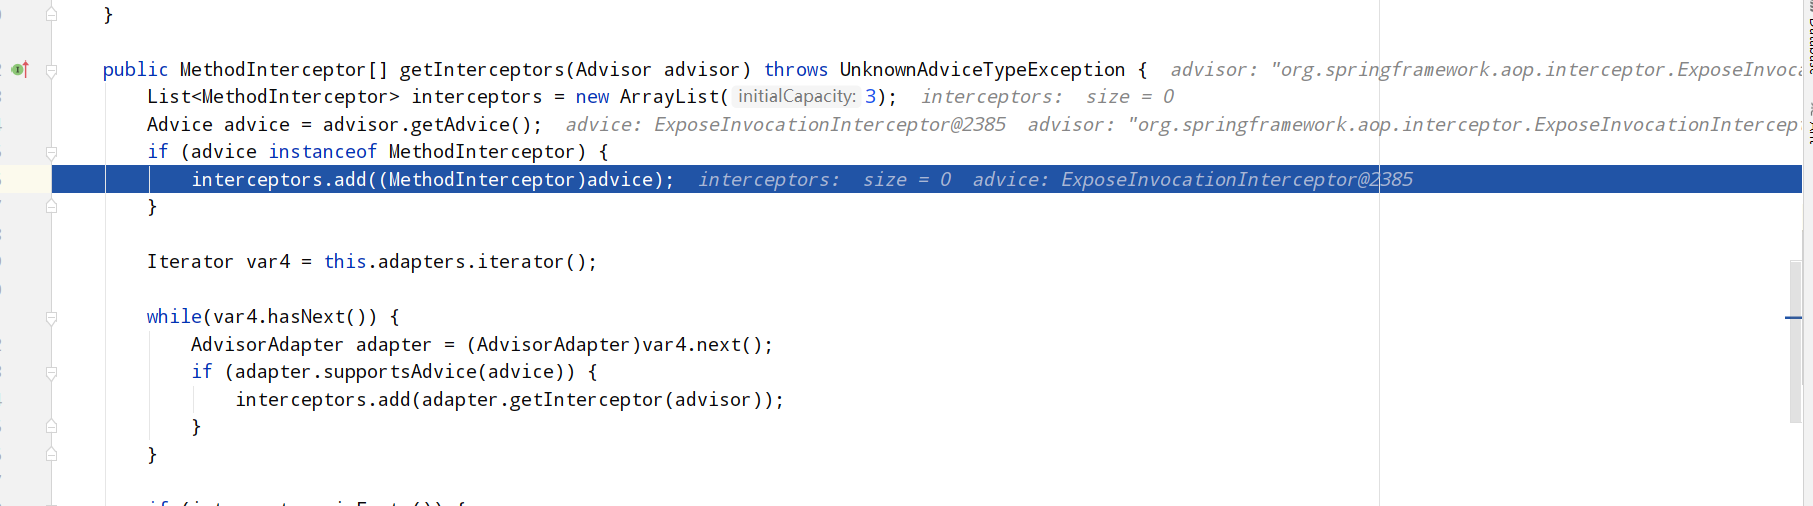 }
public MethodInterceptor[] getInterceptors(Advisor advisor) throws UnknownAdviceTypeException {  advisor: "org.springframework.aop.interceptor.ExposeInvoca
List<MethodInterceptor> interceptors = new ArrayList( initialCapacity: 3);  interceptors:  size = 0
Advice advice = advisor.getAdvice();  advice: ExposeInvocationInterceptor@2385  advisor: "org.springframework.aop.interceptor.ExposeInvocationIntercept
if (advice instanceof MethodInterceptor) {
interceptors.add((MethodInterceptor)advice);  interceptors:  size = 0  advice: ExposeInvocationInterceptor@2385
}
Iterator var4 = this.adapters.iterator();
while(var4.hasNext()) {
AdvisorAdapter adapter = (AdvisorAdapter)var4.next();
if (adapter.supportsAdvice(advice)) {
interceptors.add(adapter.getInterceptor(advisor));
}
}